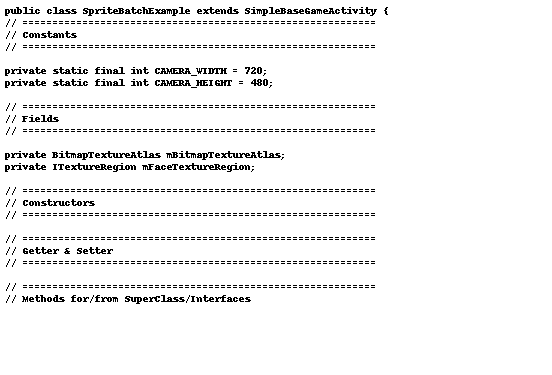 public class SpriteBatchExample extends SimpleBaseGameActivity {
// ===========================================================
// Constants
// ===========================================================
private static final int CAMERA_WIDTH = 720;
private static final int CAMERA_HEIGHT = 480;
// ===========================================================
// Fields
// ===========================================================
private BitmapTextureAtlas mBitmapTextureAtlas;
private ITextureRegion mFaceTextureRegion;
// ===========================================================
// Constructors
// ===========================================================
// ===========================================================
// Getter & Setter
// ===========================================================
// ===========================================================
// Methods for/from SuperClass/Interfaces